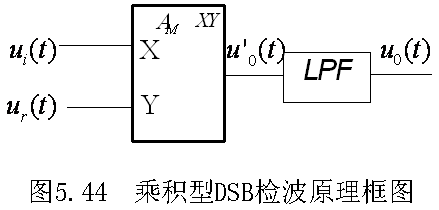 A_M XY
u_i(t) X u'_0(t) LPF u_0(t)
u_r(t) Y
图5.44 乘积型DSB检波原理框图